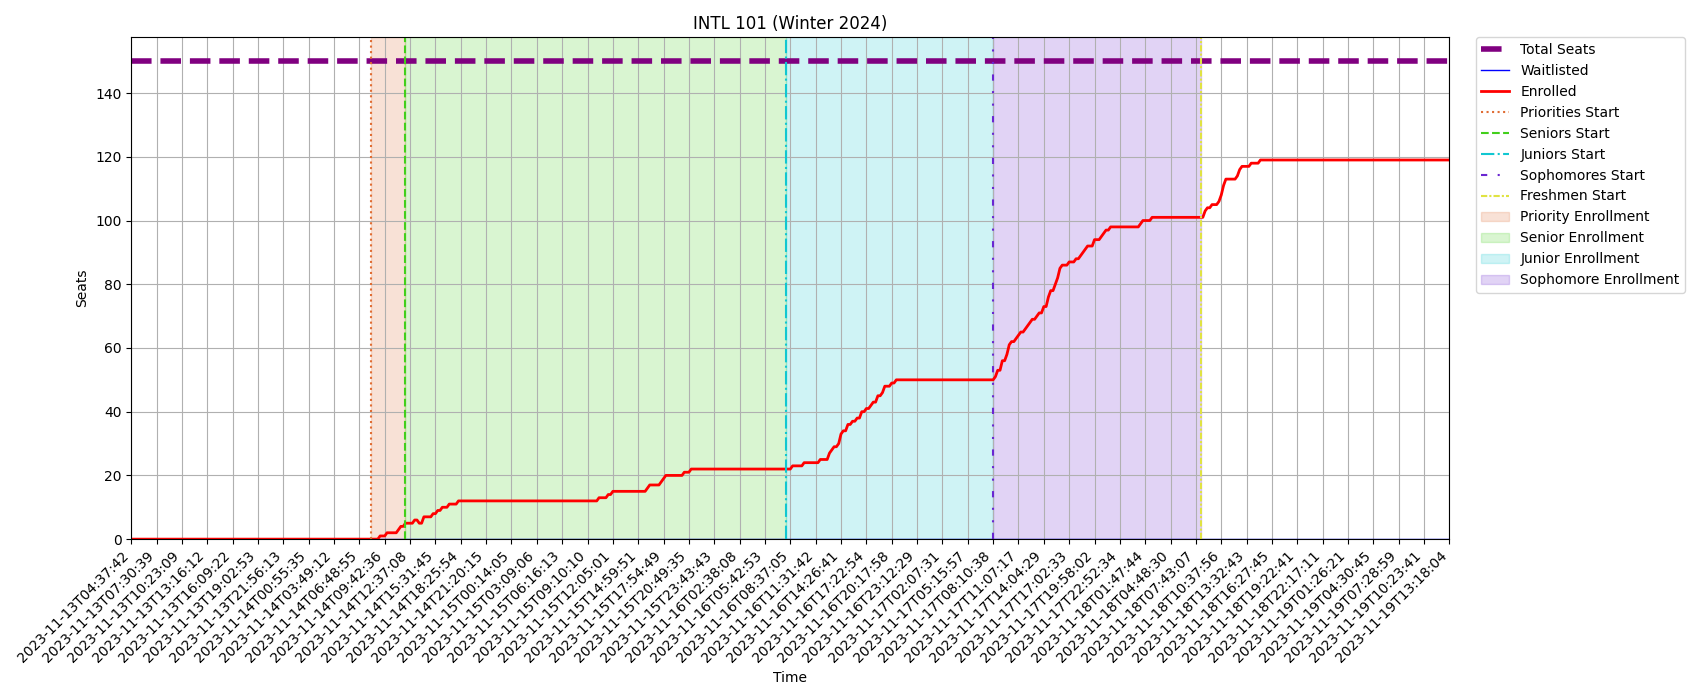 INTL 101 (Winter 2024)
Seats
140
120
100
80
60
40
20
0
2023-11-13T04:37:42
2023-11-13T07:30:39
2023-11-13T10:23:09
2023-11-13T13:16:12
2023-11-13T16:09:22
2023-11-13T19:02:53
2023-11-13T21:56:13
2023-11-14T00:55:35
2023-11-14T03:49:12
2023-11-14T06:48:55
2023-11-14T09:42:36
2023-11-14T12:37:08
2023-11-14T15:31:45
2023-11-14T18:25:54
2023-11-14T21:20:15
2023-11-15T00:14:05
2023-11-15T03:09:06
2023-11-15T06:16:13
2023-11-15T09:10:10
2023-11-15T12:05:01
2023-11-15T14:59:51
2023-11-15T17:54:49
2023-11-15T20:49:35
2023-11-15T23:43:43
2023-11-16T02:38:08
2023-11-16T05:42:53
2023-11-16T08:37:05
2023-11-16T11:31:42
2023-11-16T14:26:41
2023-11-16T17:22:54
2023-11-16T20:17:58
2023-11-16T23:12:29
2023-11-17T02:07:31
2023-11-17T05:15:57
2023-11-17T08:10:38
2023-11-17T11:07:17
2023-11-17T14:04:29
2023-11-17T17:02:33
2023-11-17T19:58:02
2023-11-17T22:52:34
2023-11-18T01:47:44
2023-11-18T04:48:30
2023-11-18T07:43:07
2023-11-18T10:37:56
2023-11-18T13:32:43
2023-11-18T16:27:45
2023-11-18T19:22:41
2023-11-18T22:17:11
2023-11-19T01:26:21
2023-11-19T04:30:45
2023-11-19T07:28:59
2023-11-19T10:23:41
2023-11-19T13:18:04
Time
Total Seats
Waitlisted
Enrolled
Priorities Start
Seniors Start
Juniors Start
Sophomores Start
Freshmen Start
Priority Enrollment
Senior Enrollment
Junior Enrollment
Sophomore Enrollment